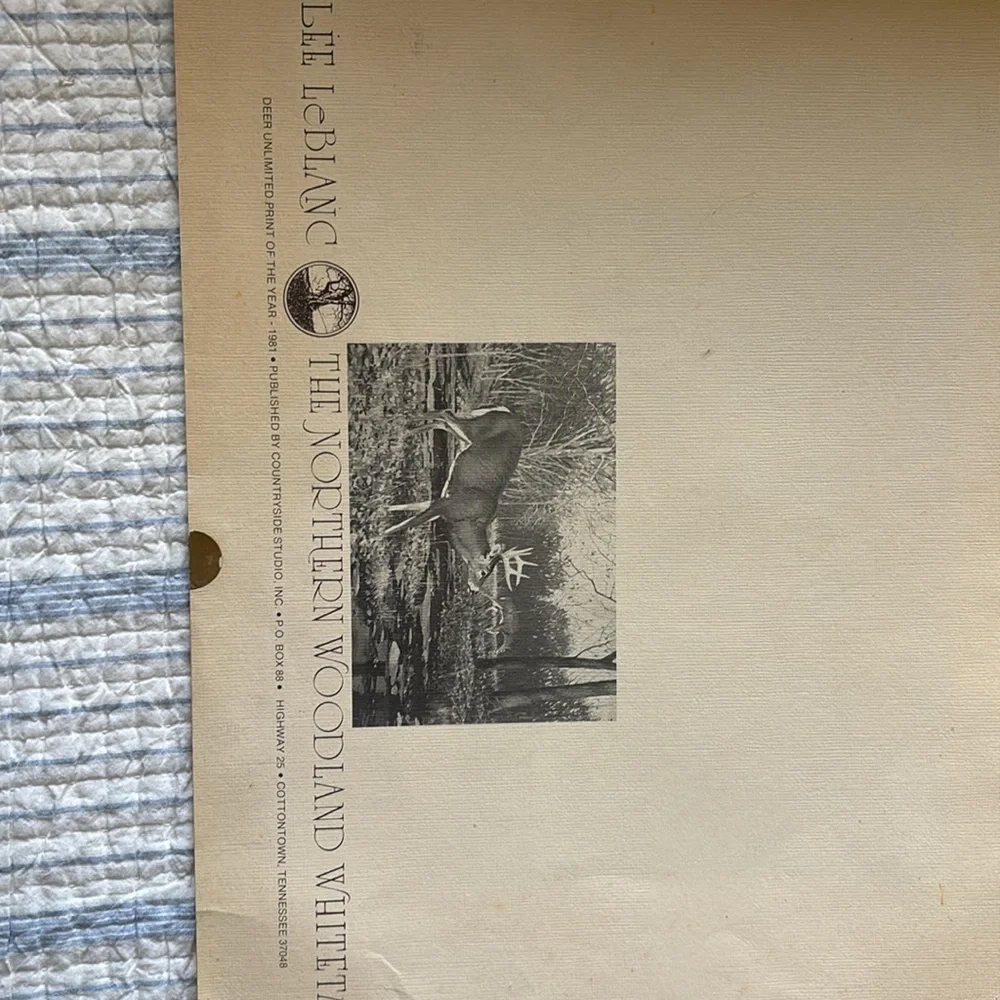 LEE LEBLANC THE NORTHERN WOODLAND WHITETA
DEER UNLIMITED PRINT OF THE YEAR - 1981 • PUBLISHED BY COUNTRYSIDE STUDIO, INC. • P.O. BOX 88 • HIGHWAY 25 • COTTONTOWN, TENNESSEE 37048